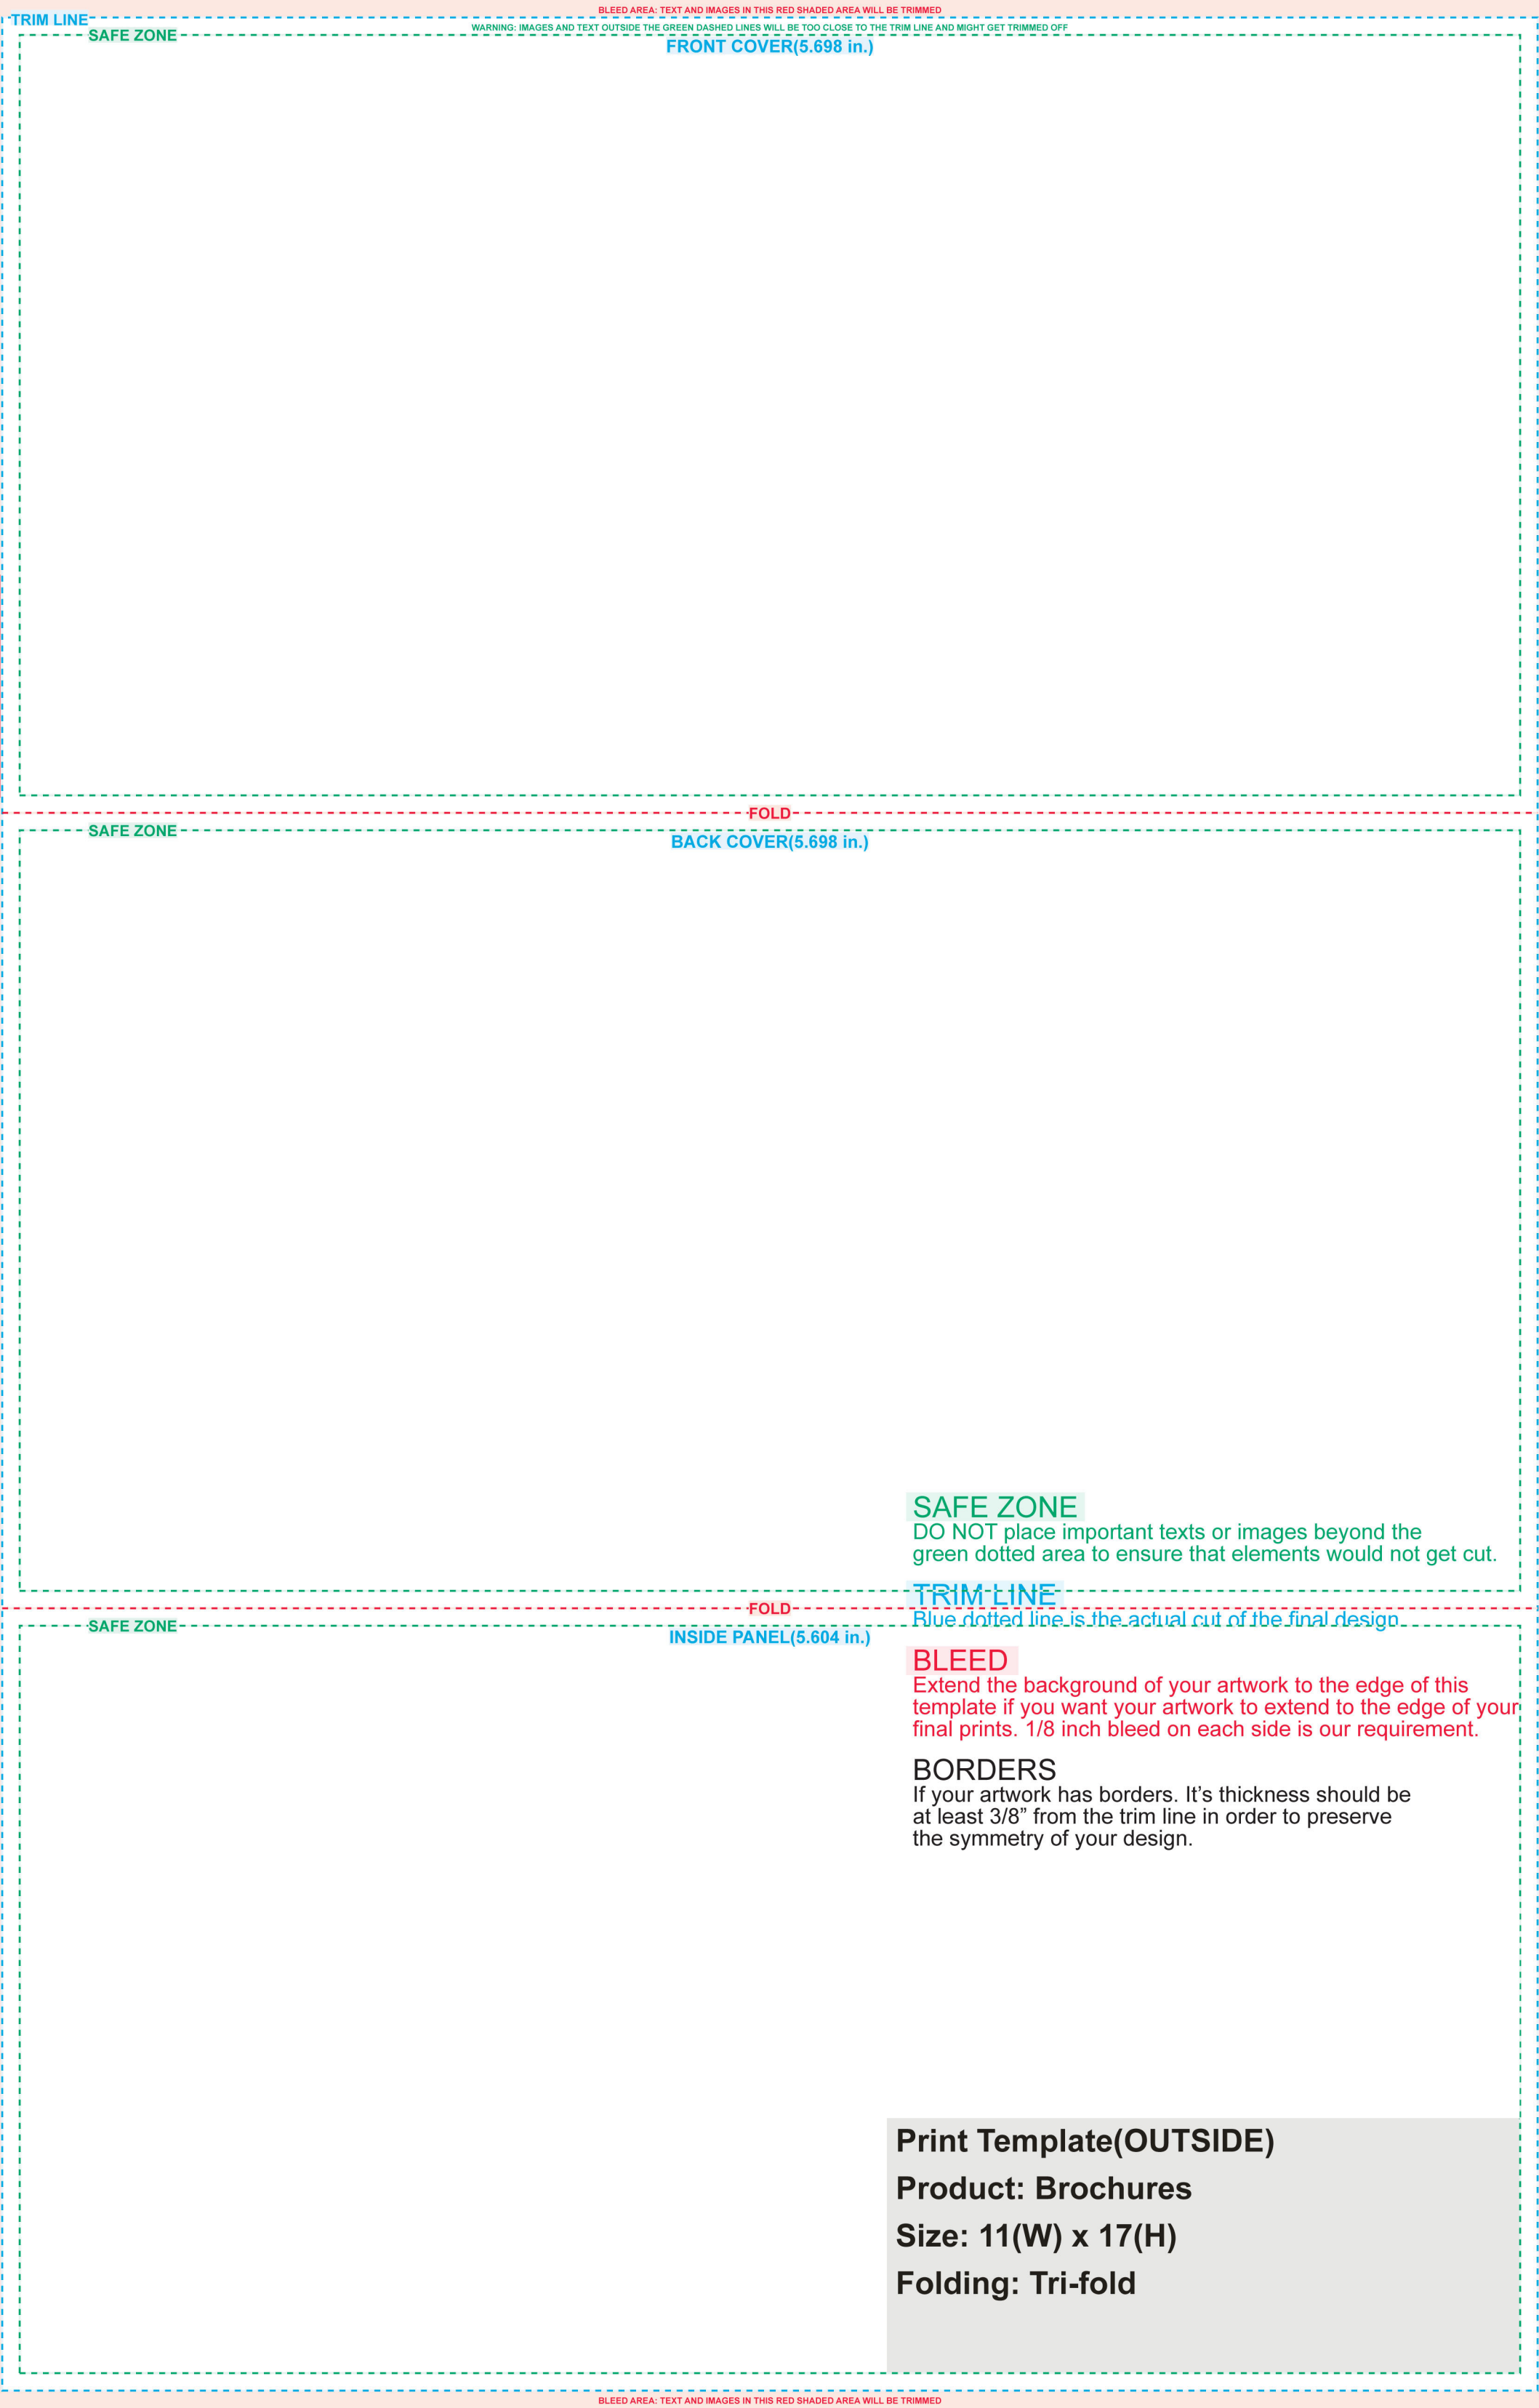 BLEED AREA: TEXT AND IMAGES IN THIS RED SHADED AREA WILL BE TRIMMED
TRIM LINE
WARNING: IMAGES AND TEXT OUTSIDE THE GREEN DASHED LINES WILL BE TOO CLOSE TO THE TRIM LINE AND MIGHT GET TRIMMED OFF
SAFE ZONE
FRONT COVER(5.698 in.)
FOLD
SAFE ZONE
BACK COVER(5.698 in.)
SAFE ZONE
DO NOT place important texts or images beyond the
green dotted area to ensure that elements would not get cut.
TRIM LINE
FOLD
Blue dotted line is the actual cut of the final design
SAFE ZONE
INSIDE PANEL(5.604 in.)
BLEED
Extend the background of your artwork to the edge of this
template if you want your artwork to extend to the edge of your
final prints. 1/8 inch bleed on each side is our requirement.
BORDERS
If your artwork has borders. It’s thickness should be
at least 3/8” from the trim line in order to preserve
the symmetry of your design.
Print Template(OUTSIDE)
Product: Brochures
Size: 11(W) x 17(H)
Folding: Tri-fold
BLEED AREA: TEXT AND IMAGES IN THIS RED SHADED AREA WILL BE TRIMMED